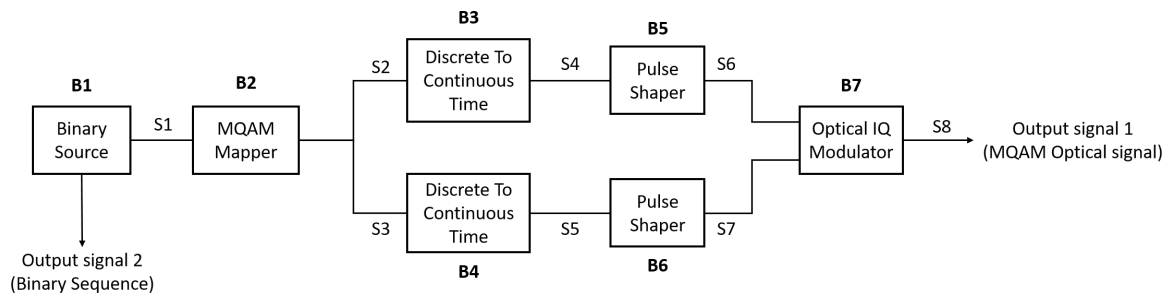 B1
Binary
Source
S1
B2
MQAM
Mapper
S2
S3
B3
Discrete To
Continuous
Time
S4
B5
Pulse
Shaper
S6
Discrete To
Continuous
Time
B4
S5
Pulse
Shaper
B6
S7
B7
Optical IQ
Modulator
S8
Output signal 1
(MQAM Optical signal)
Output signal 2
(Binary Sequence)